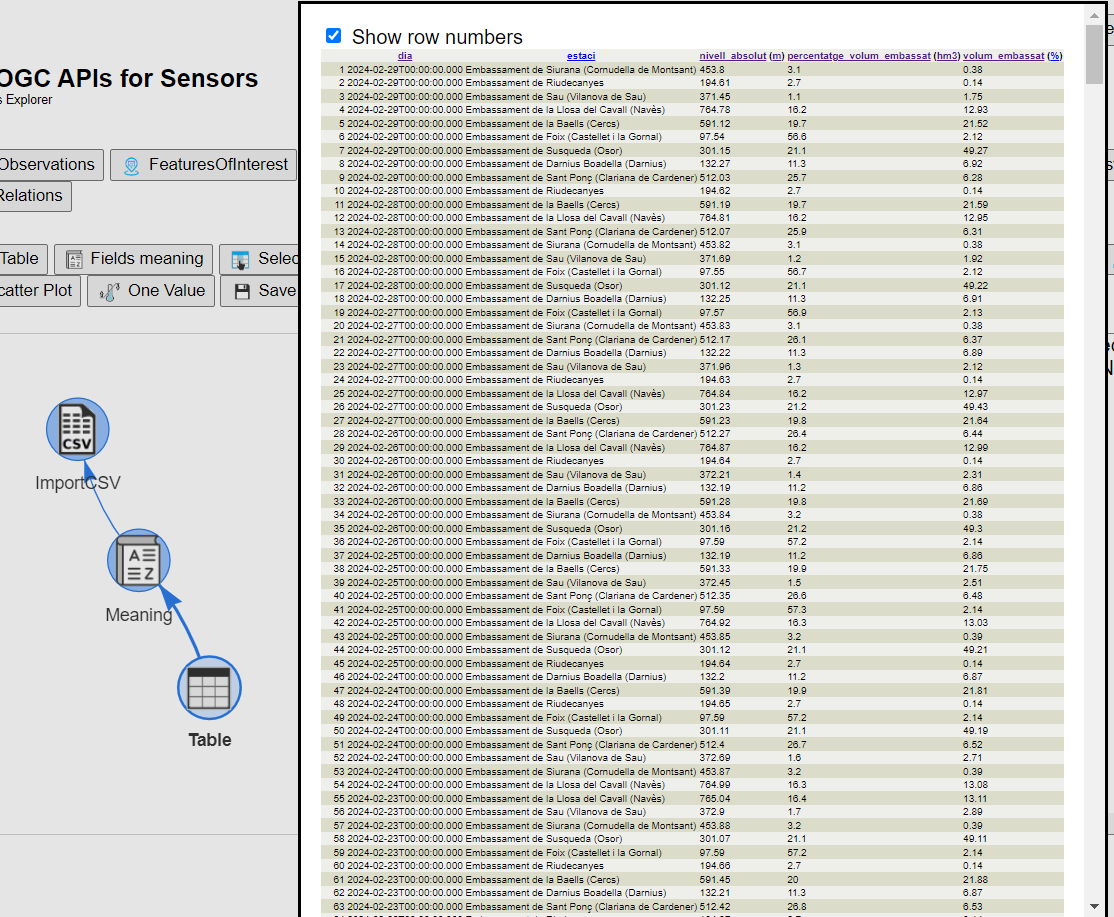 OGC APIs for Sensors
s Explorer
Observations
FeaturesOfInterest
Relations
Table
Fields meaning
Selec
catter Plot
One Value
Save
CSV
ImportCSV
A
Z
Meaning
Table
Show row numbers
dia estaci nivell_absolut (m) percentatge_volum_embassat (hm3) volum_embassat (%)
1 2024-02-29T00:00:00.000 Embassament de Siurana (Cornudella de Montsant) 453.8 3.1 0.38
2 2024-02-29T00:00:00.000 Embassament de Riudecanyes 194.61 2.7 0.14
3 2024-02-29T00:00:00.000 Embassament de Sau (Vilanova de Sau) 371.45 1.1 1.75
4 2024-02-29T00:00:00.000 Embassament de la Llosa del Cavall (Navès) 764.78 16.2 12.93
5 2024-02-29T00:00:00.000 Embassament de la Baells (Cercs) 591.12 19.7 21.52
6 2024-02-29T00:00:00.000 Embassament de Foix (Castellet i la Gornal) 97.54 56.6 2.12
7 2024-02-29T00:00:00.000 Embassament de Susqueda (Osor) 301.15 21.1 49.27
8 2024-02-29T00:00:00.000 Embassament de Darnius Boadella (Darnius) 132.27 11.3 6.92
9 2024-02-29T00:00:00.000 Embassament de Sant Ponç (Clariana de Cardener) 512.03 25.7 6.28
10 2024-02-28T00:00:00.000 Embassament de Riudecanyes 194.62 2.7 0.14
11 2024-02-28T00:00:00.000 Embassament de la Baells (Cercs) 591.19 19.7 21.59
12 2024-02-28T00:00:00.000 Embassament de la Llosa del Cavall (Navès) 764.81 16.2 12.95
13 2024-02-28T00:00:00.000 Embassament de Sant Ponç (Clariana de Cardener) 512.07 25.9 6.31
14 2024-02-28T00:00:00.000 Embassament de Siurana (Cornudella de Montsant) 453.82 3.1 0.38
15 2024-02-28T00:00:00.000 Embassament de Sau (Vilanova de Sau) 371.69 1.2 1.92
16 2024-02-28T00:00:00.000 Embassament de Foix (Castellet i la Gornal) 97.55 56.7 2.12
17 2024-02-28T00:00:00.000 Embassament de Susqueda (Osor) 301.12 21.1 49.22
18 2024-02-28T00:00:00.000 Embassament de Darnius Boadella (Darnius) 132.25 11.3 6.91
19 2024-02-27T00:00:00.000 Embassament de Foix (Castellet i la Gornal) 97.57 56.9 2.13
20 2024-02-27T00:00:00.000 Embassament de Siurana (Cornudella de Montsant) 453.83 3.1 0.38
21 2024-02-27T00:00:00.000 Embassament de Sant Ponç (Clariana de Cardener) 512.17 26.1 6.37
22 2024-02-27T00:00:00.000 Embassament de Darnius Boadella (Darnius) 132.22 11.3 6.89
23 2024-02-27T00:00:00.000 Embassament de Sau (Vilanova de Sau) 371.96 1.3 2.12
24 2024-02-27T00:00:00.000 Embassament de Riudecanyes 194.63 2.7 0.14
25 2024-02-27T00:00:00.000 Embassament de la Llosa del Cavall (Navès) 764.84 16.2 12.97
26 2024-02-27T00:00:00.000 Embassament de Susqueda (Osor) 301.23 21.2 49.43
27 2024-02-27T00:00:00.000 Embassament de la Baells (Cercs) 591.23 19.8 21.64
28 2024-02-26T00:00:00.000 Embassament de Sant Ponç (Clariana de Cardener) 512.27 26.4 6.44
29 2024-02-26T00:00:00.000 Embassament de la Llosa del Cavall (Navès) 764.87 16.2 12.99
30 2024-02-26T00:00:00.000 Embassament de Riudecanyes 194.64 2.7 0.14
31 2024-02-26T00:00:00.000 Embassament de Sau (Vilanova de Sau) 372.21 1.4 2.31
32 2024-02-26T00:00:00.000 Embassament de Darnius Boadella (Darnius) 132.19 11.2 6.86
33 2024-02-26T00:00:00.000 Embassament de la Baells (Cercs) 591.28 19.8 21.69
34 2024-02-26T00:00:00.000 Embassament de Siurana (Cornudella de Montsant) 453.84 3.2 0.38
35 2024-02-26T00:00:00.000 Embassament de Susqueda (Osor) 301.16 21.2 49.3
36 2024-02-26T00:00:00.000 Embassament de Foix (Castellet i la Gornal) 97.59 57.2 2.14
37 2024-02-25T00:00:00.000 Embassament de Darnius Boadella (Darnius) 132.19 11.2 6.86
38 2024-02-25T00:00:00.000 Embassament de la Baells (Cercs) 591.33 19.9 21.75
39 2024-02-25T00:00:00.000 Embassament de Sau (Vilanova de Sau) 372.45 1.5 2.51
40 2024-02-25T00:00:00.000 Embassament de Sant Ponç (Clariana de Cardener) 512.35 26.6 6.48
41 2024-02-25T00:00:00.000 Embassament de Foix (Castellet i la Gornal) 97.59 57.3 2.14
42 2024-02-25T00:00:00.000 Embassament de la Llosa del Cavall (Navès) 764.92 16.3 13.03
43 2024-02-25T00:00:00.000 Embassament de Siurana (Cornudella de Montsant) 453.85 3.2 0.39
44 2024-02-25T00:00:00.000 Embassament de Susqueda (Osor) 301.12 21.1 49.21
45 2024-02-25T00:00:00.000 Embassament de Riudecanyes 194.64 2.7 0.14
46 2024-02-24T00:00:00.000 Embassament de Darnius Boadella (Darnius) 132.2 11.2 6.87
47 2024-02-24T00:00:00.000 Embassament de la Baells (Cercs) 591.39 19.9 21.81
48 2024-02-24T00:00:00.000 Embassament de Riudecanyes 194.65 2.7 0.14
49 2024-02-24T00:00:00.000 Embassament de Foix (Castellet i la Gornal) 97.59 57.2 2.14
50 2024-02-24T00:00:00.000 Embassament de Susqueda (Osor) 301.11 21.1 49.19
51 2024-02-24T00:00:00.000 Embassament de Sant Ponç (Clariana de Cardener) 512.4 26.7 6.52
52 2024-02-24T00:00:00.000 Embassament de Sau (Vilanova de Sau) 372.69 1.6 2.71
53 2024-02-24T00:00:00.000 Embassament de Siurana (Cornudella de Montsant) 453.87 3.2 0.39
54 2024-02-24T00:00:00.000 Embassament de la Llosa del Cavall (Navès) 764.99 16.3 13.08
55 2024-02-23T00:00:00.000 Embassament de la Llosa del Cavall (Navès) 765.04 16.4 13.11
56 2024-02-23T00:00:00.000 Embassament de Sau (Vilanova de Sau) 372.9 1.7 2.89
57 2024-02-23T00:00:00.000 Embassament de Siurana (Cornudella de Montsant) 453.88 3.2 0.39
58 2024-02-23T00:00:00.000 Embassament de Susqueda (Osor) 301.07 21.1 49.11
59 2024-02-23T00:00:00.000 Embassament de Foix (Castellet i la Gornal) 97.59 57.2 2.14
60 2024-02-23T00:00:00.000 Embassament de Riudecanyes 194.66 2.7 0.14
61 2024-02-23T00:00:00.000 Embassament de la Baells (Cercs) 591.45 20 21.88
62 2024-02-23T00:00:00.000 Embassament de Darnius Boadella (Darnius) 132.21 11.3 6.87
63 2024-02-23T00:00:00.000 Embassament de Sant Ponç (Clariana de Cardener) 512.42 26.8 6.53